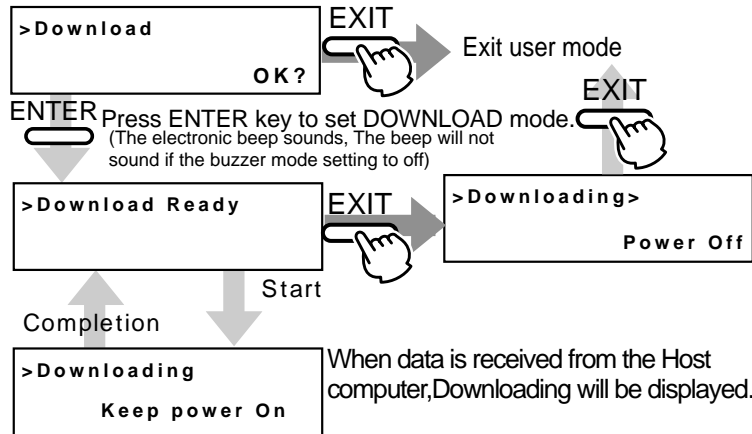 >Download
OK?
EXIT
Exit user mode
EXIT
ENTER
Press ENTER key to set DOWNLOAD mode.
(The electronic beep sounds, The beep will not
sound if the buzzer mode setting to off)
>Download Ready
EXIT
>Downloading>
Power Off
Start
Completion
>Downloading
Keep power On
When data is received from the Host
computer,Downloading will be displayed.